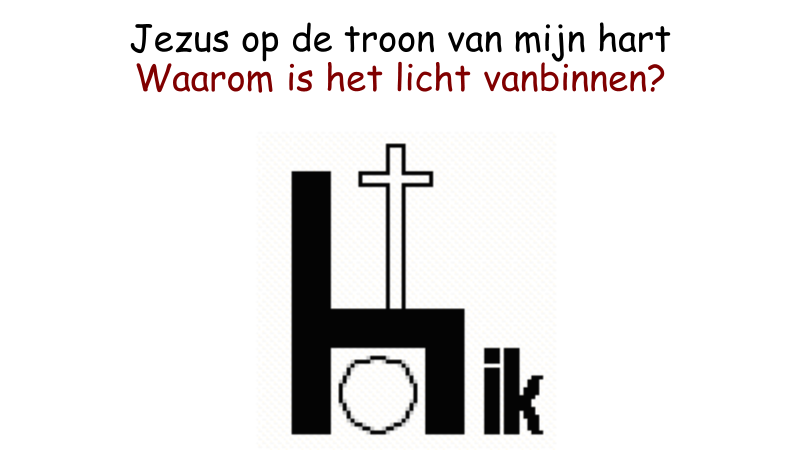 Jezus op de troon van mijn hart
Waarom is het licht vanbinnen?
ik